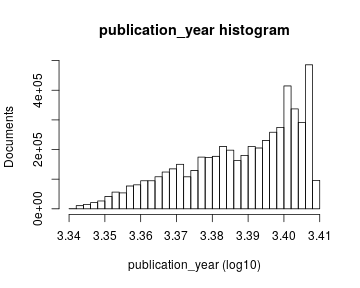 publication_year histogram
Documents
0e+00
2e+05
4e+05
3.34 3.35 3.36 3.37 3.38 3.39 3.40 3.41
publication_year (log10)